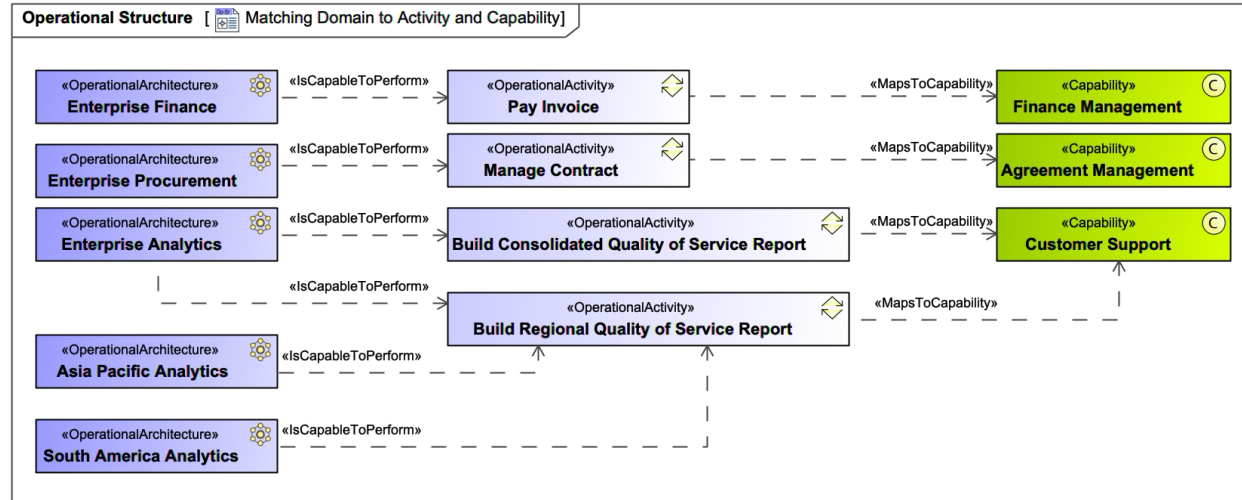 Operational Structure [ Matching Domain to Activity and Capability]
«OperationalArchitecture»
Enterprise Finance
«IsCapableToPerform»
«OperationalActivity»
Pay Invoice
«MapsToCapability»
«Capability»
C
Finance Management
«OperationalArchitecture»
Enterprise Procurement
«IsCapableToPerform»
«OperationalActivity»
Manage Contract
«MapsToCapability»
«Capability»
C
Agreement Management
«OperationalArchitecture»
Enterprise Analytics
«IsCapableToPerform»
«OperationalActivity»
Build Consolidated Quality of Service Report
«MapsToCapability»
«Capability»
C
Customer Support
«IsCapableToPerform»
«OperationalActivity»
Build Regional Quality of Service Report
«MapsToCapability»
«OperationalArchitecture»
Asia Pacific Analytics
«IsCapableToPerform»
«OperationalArchitecture»
South America Analytics
«IsCapableToPerform»